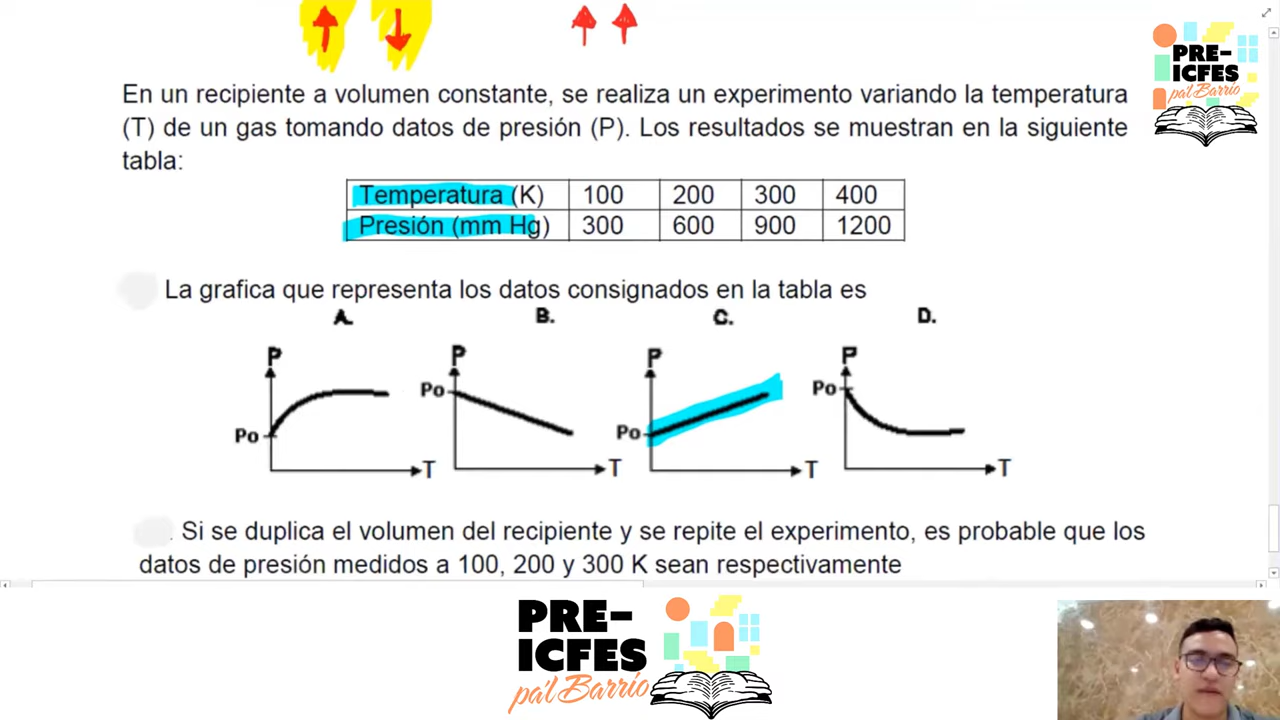 PRE-
ICFES
pa'l Barrio
En un recipiente a volumen constante, se realiza un experimento variando la temperatura
(T) de un gas tomando datos de presión (P). Los resultados se muestran en la siguiente
tabla:
Temperatura (K) 100 200 300 400
Presión (mm Hg) 300 600 900 1200
La grafica que representa los datos consignados en la tabla es
A. B. C. D.
P P P P
Po Po Po Po
T T T T
. Si se duplica el volumen del recipiente y se repite el experimento, es probable que los
datos de presión medidos a 100, 200 y 300 K sean respectivamente
PRE-
ICFES
pa'l Barrio